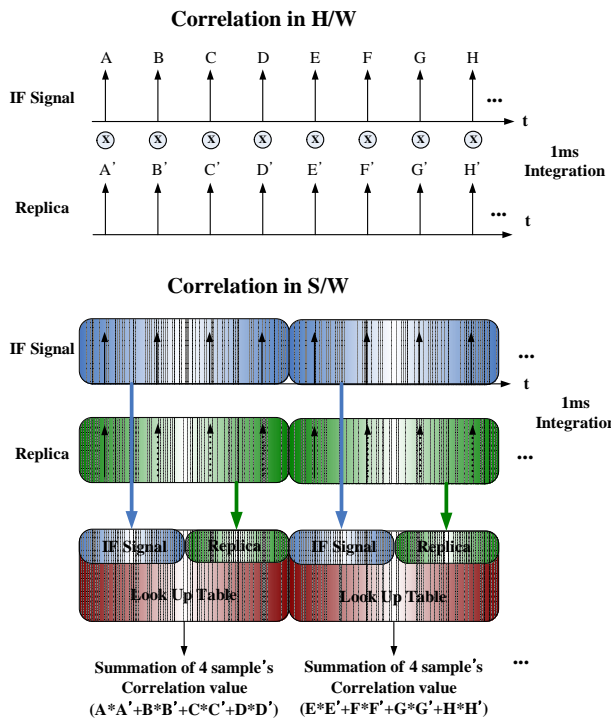 Correlation in H/W
A B C D E F G H
IF Signal
...
t
X X X X X X X X
1ms
Integration
A' B' C' D' E' F' G' H'
Replica
...
t
Correlation in S/W
IF Signal
...
t
1ms
Integration
Replica
...
IF Signal Replica IF Signal Replica
Look Up Table Look Up Table
Summation of 4 sample's
Correlation value
(A*A'+B*B'+C*C'+D*D')
Summation of 4 sample's
Correlation value
(E*E'+F*F'+G*G'+H*H')
...